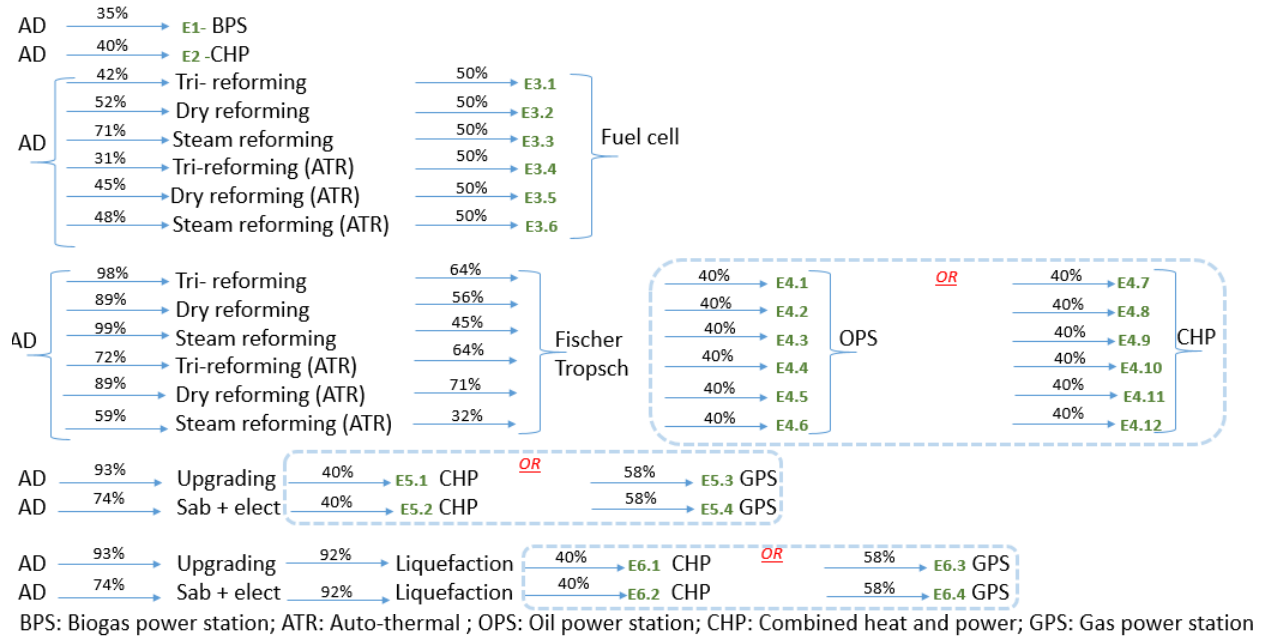 AD 35% E1- BPS
AD 40% E2 -CHP
42% Tri- reforming 50% E3.1
52% Dry reforming 50% E3.2
AD 71% Steam reforming 50% E3.3 Fuel cell
31% Tri-reforming (ATR) 50% E3.4
45% Dry reforming (ATR) 50% E3.5
48% Steam reforming (ATR) 50% E3.6
98% Tri- reforming 64% 40% E4.1 OR 40% E4.7
89% Dry reforming 56% 40% E4.2 40% E4.8
AD 99% Steam reforming 45% Fischer 40% E4.3 OPS 40% E4.9 CHP
72% Tri-reforming (ATR) 64% Tropsch 40% E4.4 40% E4.10
89% Dry reforming (ATR) 71% 40% E4.5 40% E4.11
59% Steam reforming (ATR) 32% 40% E4.6 40% E4.12
AD 93% Upgrading 40% E5.1 CHP OR 58% E5.3 GPS
AD 74% Sab + elect 40% E5.2 CHP 58% E5.4 GPS
AD 93% Upgrading 92% Liquefaction 40% E6.1 CHP OR 58% E6.3 GPS
AD 74% Sab + elect 92% Liquefaction 40% E6.2 CHP 58% E6.4 GPS
BPS: Biogas power station; ATR: Auto-thermal ; OPS: Oil power station; CHP: Combined heat and power; GPS: Gas power station